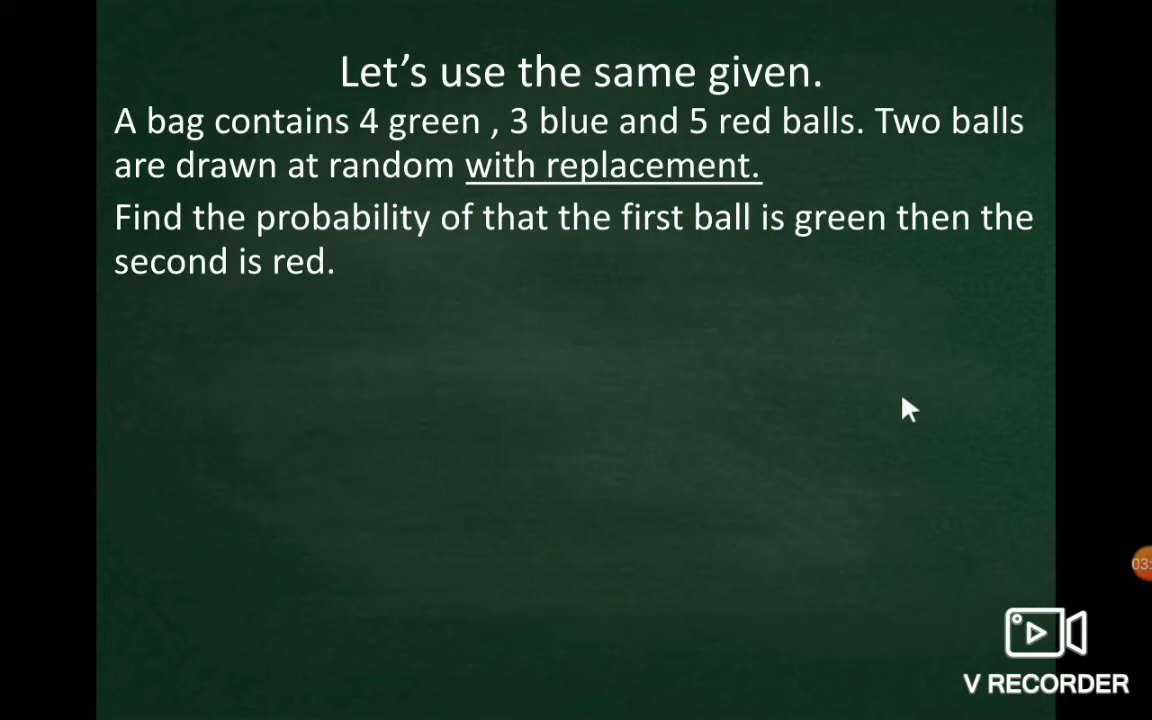 Let's use the same given.
A bag contains 4 green , 3 blue and 5 red balls. Two balls
are drawn at random with replacement.
Find the probability of that the first ball is green then the
second is red.
03:
V RECORDER